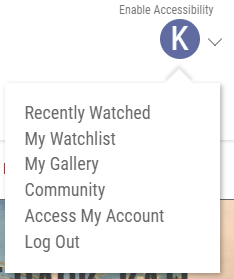 Enable Accessibility
K
Recently Watched
My Watchlist
My Gallery
Community
Access My Account
Log Out